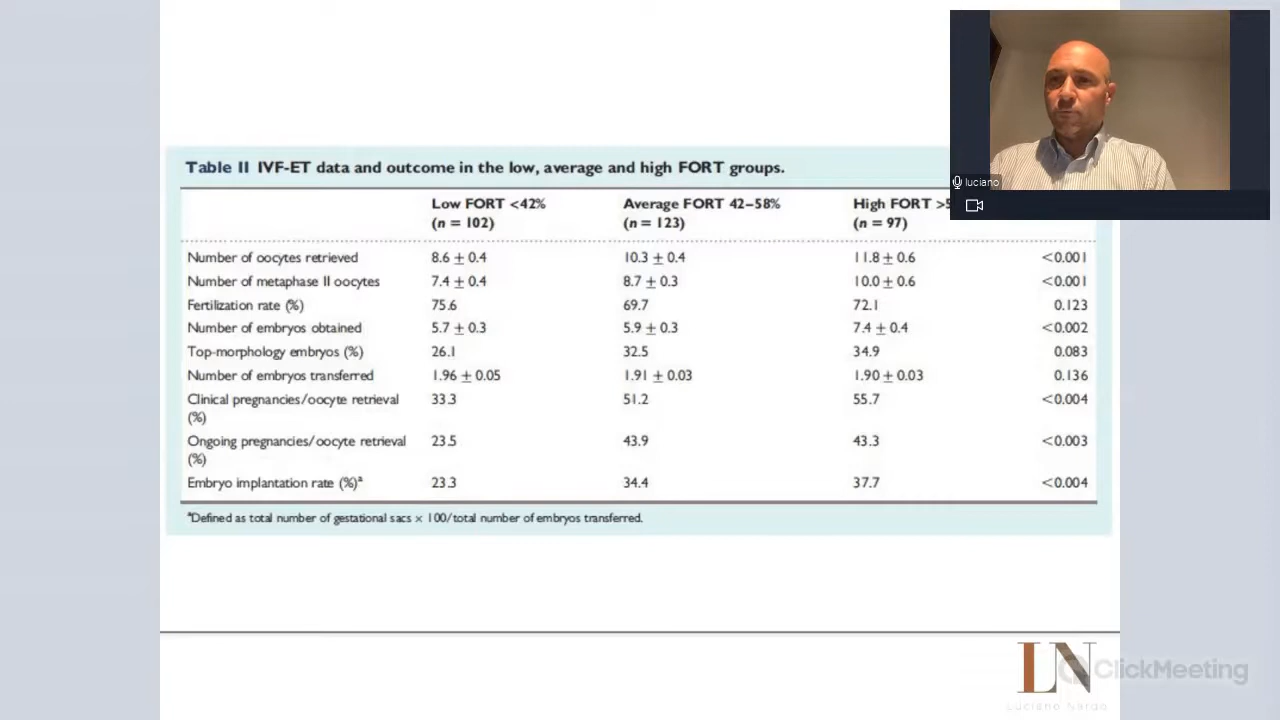 luciano
Table II IVF-ET data and outcome in the low, average and high FORT groups.
Low FORT <42% Average FORT 42–58% High FORT >5
(n = 102) (n = 123) (n = 97)
Number of oocytes retrieved 8.6 ± 0.4 10.3 ± 0.4 11.8 ± 0.6 <0.001
Number of metaphase II oocytes 7.4 ± 0.4 8.7 ± 0.3 10.0 ± 0.6 <0.001
Fertilization rate (%) 75.6 69.7 72.1 0.123
Number of embryos obtained 5.7 ± 0.3 5.9 ± 0.3 7.4 ± 0.4 <0.002
Top-morphology embryos (%) 26.1 32.5 34.9 0.083
Number of embryos transferred 1.96 ± 0.05 1.91 ± 0.03 1.90 ± 0.03 0.136
Clinical pregnancies/oocyte retrieval 33.3 51.2 55.7 <0.004
(%)
Ongoing pregnancies/oocyte retrieval 23.5 43.9 43.3 <0.003
(%)
Embryo implantation rate (%)ª 23.3 34.4 37.7 <0.004
ªDefined as total number of gestational sacs × 100/total number of embryos transferred.
LN
ClickMeeting
Luciano Nardo